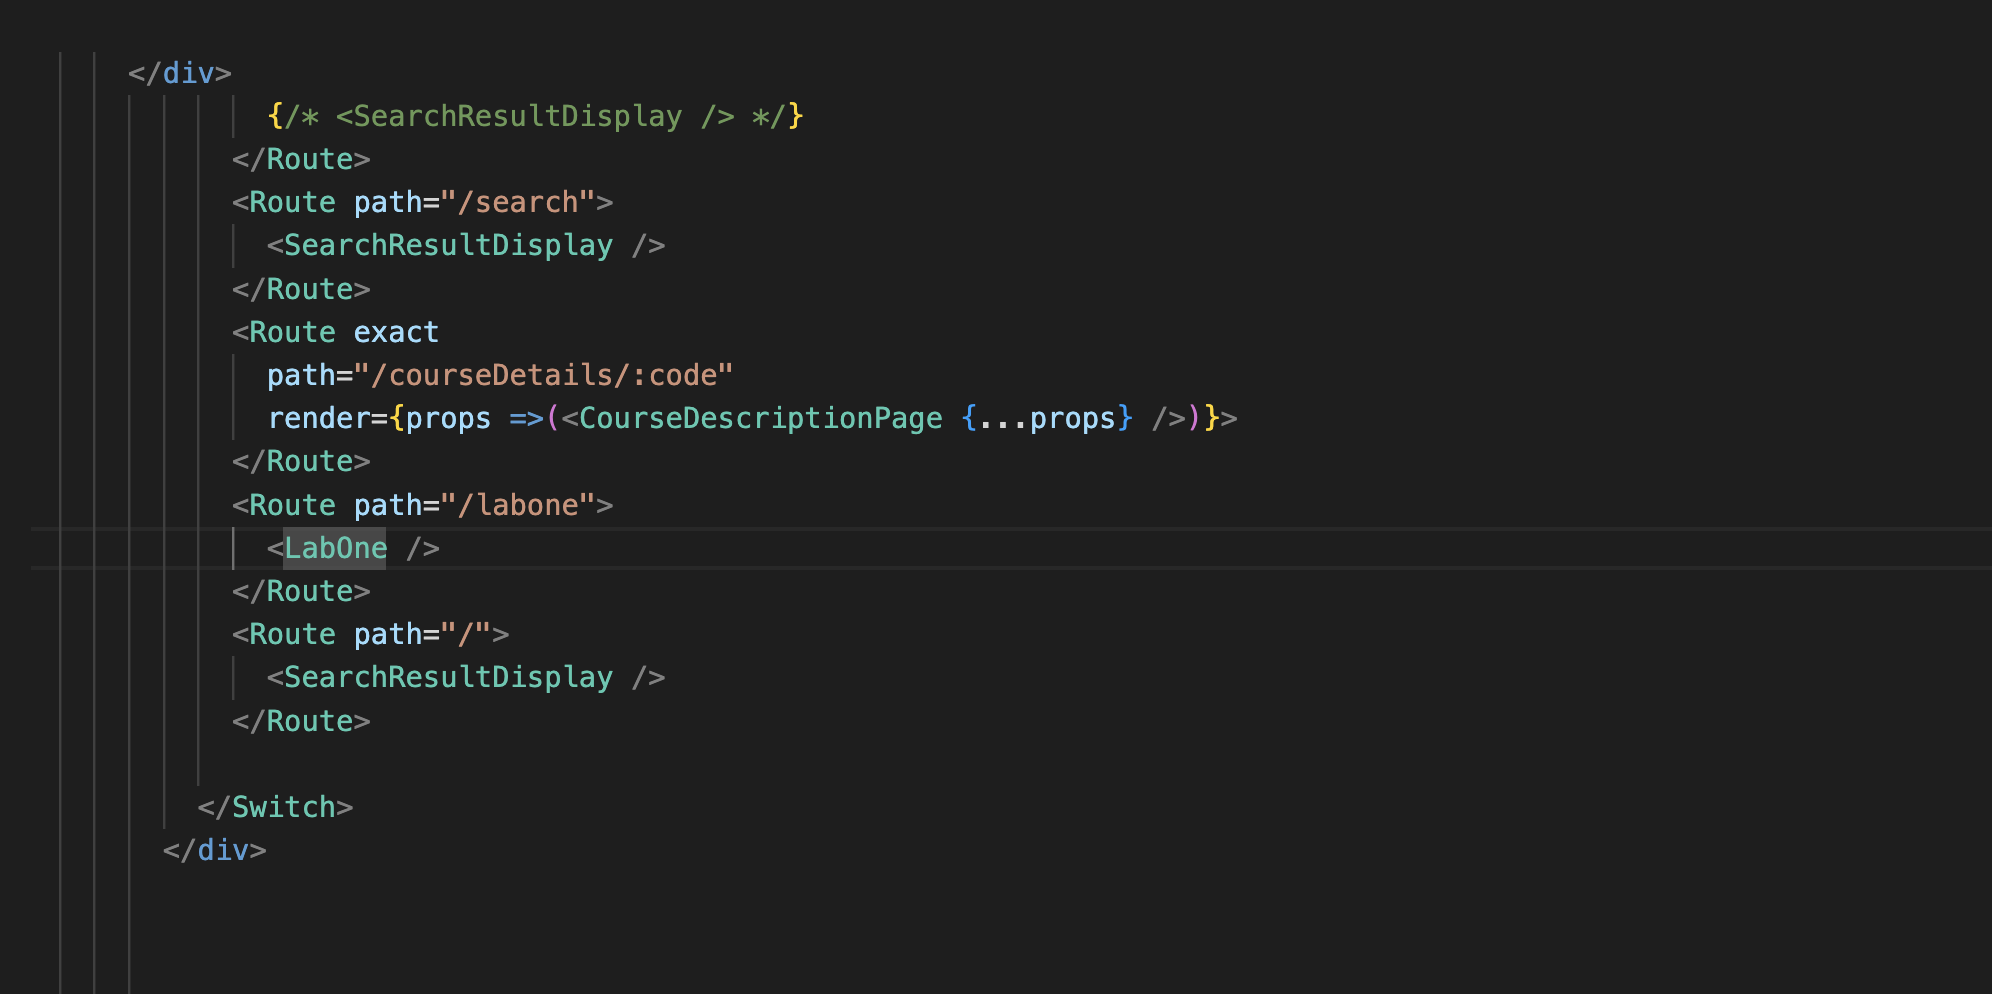 </div>
{/* <SearchResultDisplay /> */}
</Route>
<Route path="/search">
<SearchResultDisplay />
</Route>
<Route exact
path="/courseDetails/:code"
render={props =>(<CourseDescriptionPage {...props} />)}>
</Route>
<Route path="/labone">
<LabOne />
</Route>
<Route path="/">
<SearchResultDisplay />
</Route>
</Switch>
</div>